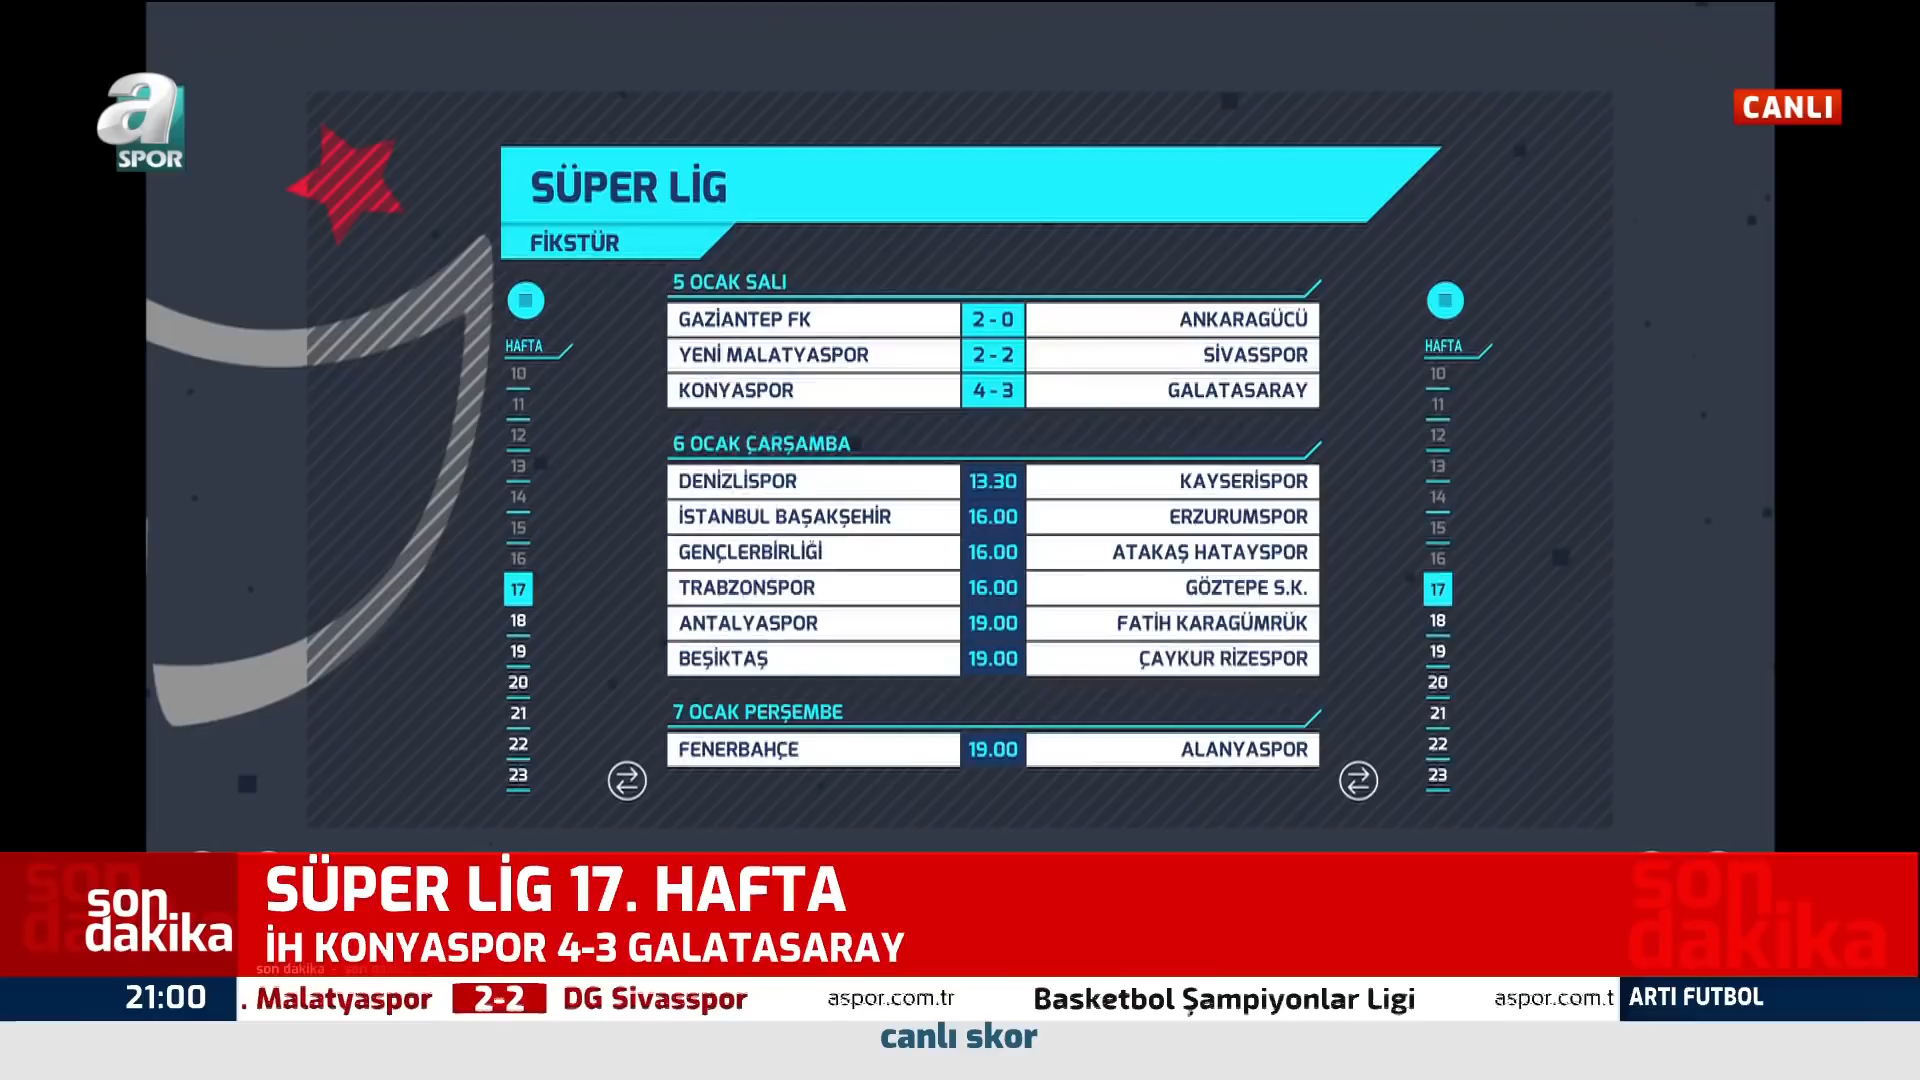 a
SPOR
CANLI
SÜPER LİG
FİKSTÜR
HAFTA
10
11
12
13
14
15
16
17
18
19
20
21
22
23
5 OCAK SALI
GAZİANTEP FK 2 - 0 ANKARAGÜCÜ
YENİ MALATYASPOR 2 - 2 SİVASSPOR
KONYASPOR 4 - 3 GALATASARAY
6 OCAK ÇARŞAMBA
DENİZLİSPOR 13.30 KAYSERİSPOR
İSTANBUL BAŞAKŞEHİR 16.00 ERZURUMSPOR
GENÇLERBİRLİĞİ 16.00 ATAKAŞ HATAYSPOR
TRABZONSPOR 16.00 GÖZTEPE S.K.
ANTALYASPOR 19.00 FATİH KARAGÜMRÜK
BEŞİKTAŞ 19.00 ÇAYKUR RİZESPOR
7 OCAK PERŞEMBE
FENERBAHÇE 19.00 ALANYASPOR
HAFTA
10
11
12
13
14
15
16
17
18
19
20
21
22
23
son
dakika
SÜPER LİG 17. HAFTA
İH KONYASPOR 4-3 GALATASARAY
son dakika - son
son
dakika
21:00 . Malatyaspor 2-2 DG Sivasspor aspor.com.tr Basketbol Şampiyonlar Ligi aspor.com.t ARTI FUTBOL
canlı skor